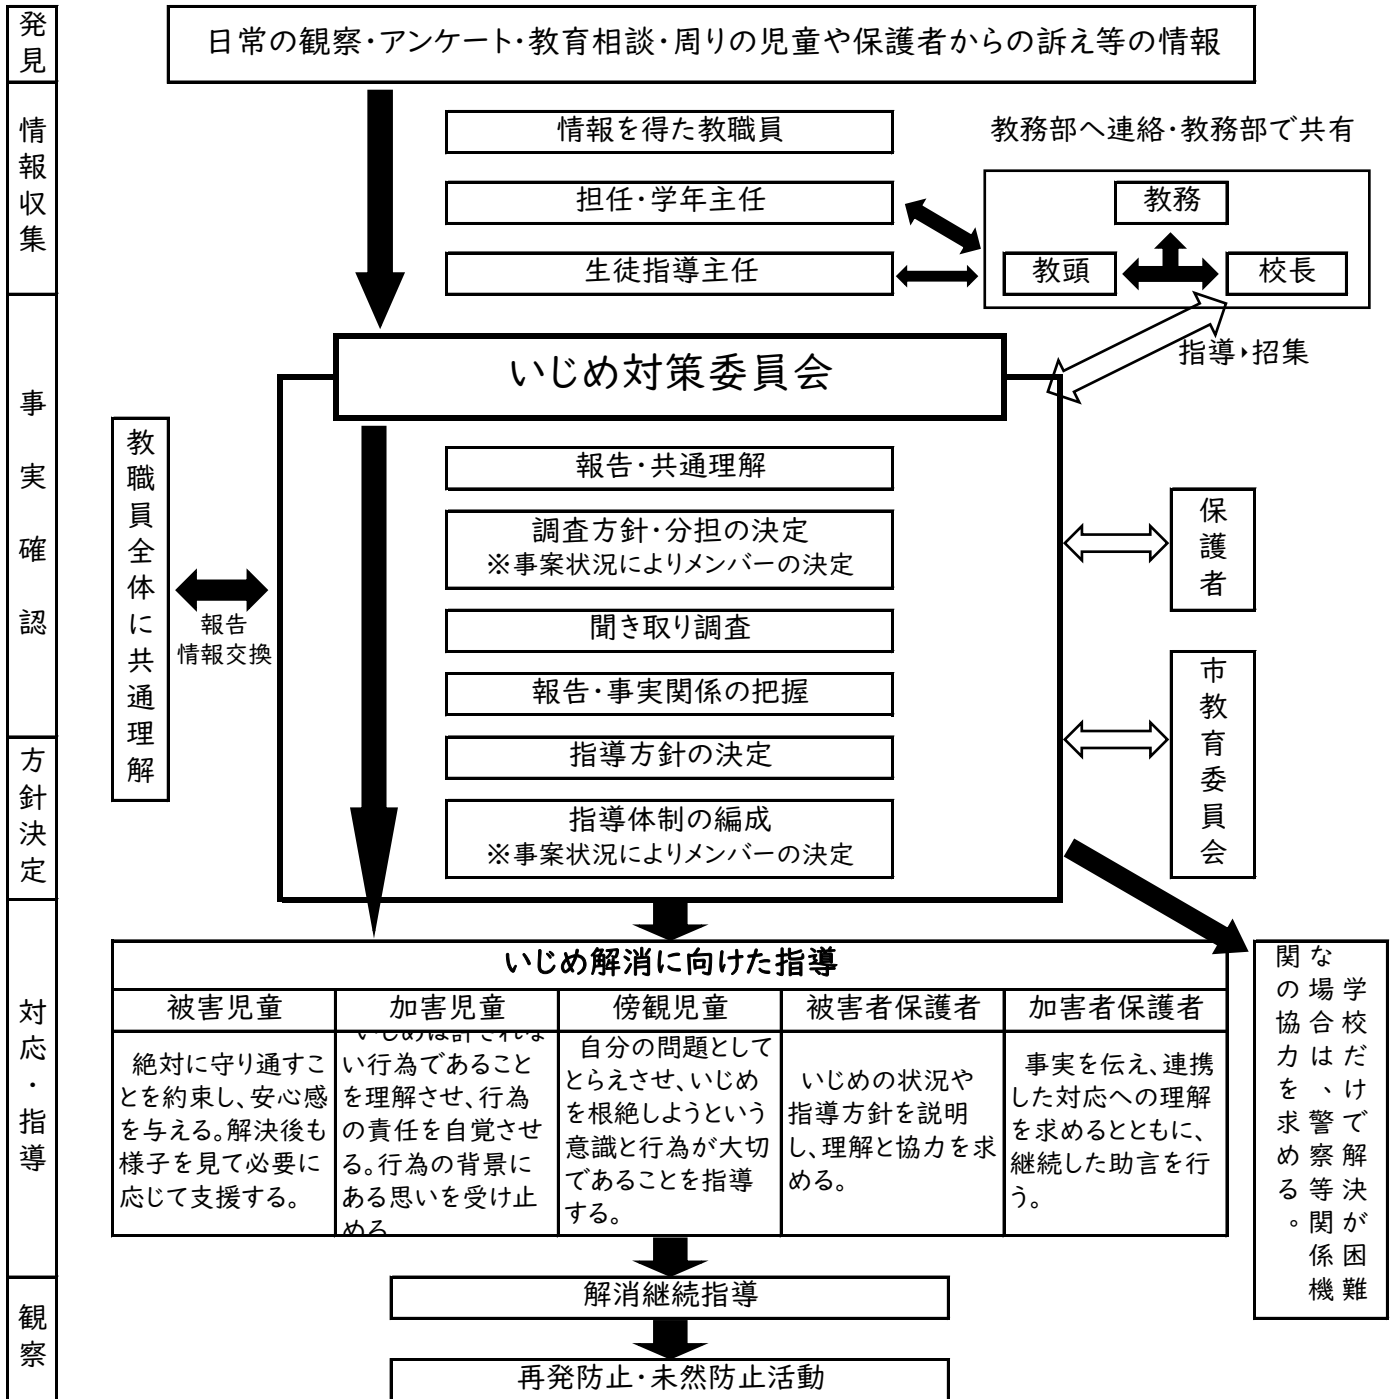 発見
日常の観察・アンケート・教育相談・周りの児童や保護者からの訴え等の情報
情報収集
情報を得た教職員
教務部へ連絡・教務部で共有
担任・学年主任
教務
生徒指導主任
教頭
校長
事実確認
いじめ対策委員会
指導・招集
教職員全体に共通理解
報告
情報交換
報告・共通理解
調査方針・分担の決定
※事案状況によりメンバーの決定
聞き取り調査
報告・事実関係の把握
保護者
市教育委員会
方針決定
指導方針の決定
指導体制の編成
※事案状況によりメンバーの決定
対応・指導
いじめ解消に向けた指導
被害児童
加害児童
傍観児童
被害者保護者
加害者保護者
絶対に守り通すこ
とを約束し、安心感
を与える。解決後も
様子を見て必要に
応じて支援する。
いじめは許されな
い行為であること
を理解させ、行為
の責任を自覚させ
る。行為の背景に
ある思いを受け止
める
自分の問題として
とらえさせ、いじめ
を根絶しようという
意識と行為が大切
であることを指導
する。
いじめの状況や
指導方針を説明
し、理解と協力を求
める。
事実を伝え、連携
した対応への理解
を求めるとともに、
継続した助言を行
う。
学校だけで解決が困難
な場合は、警察等関係機
関の協力を求める。
観察
解消継続指導
再発防止・未然防止活動